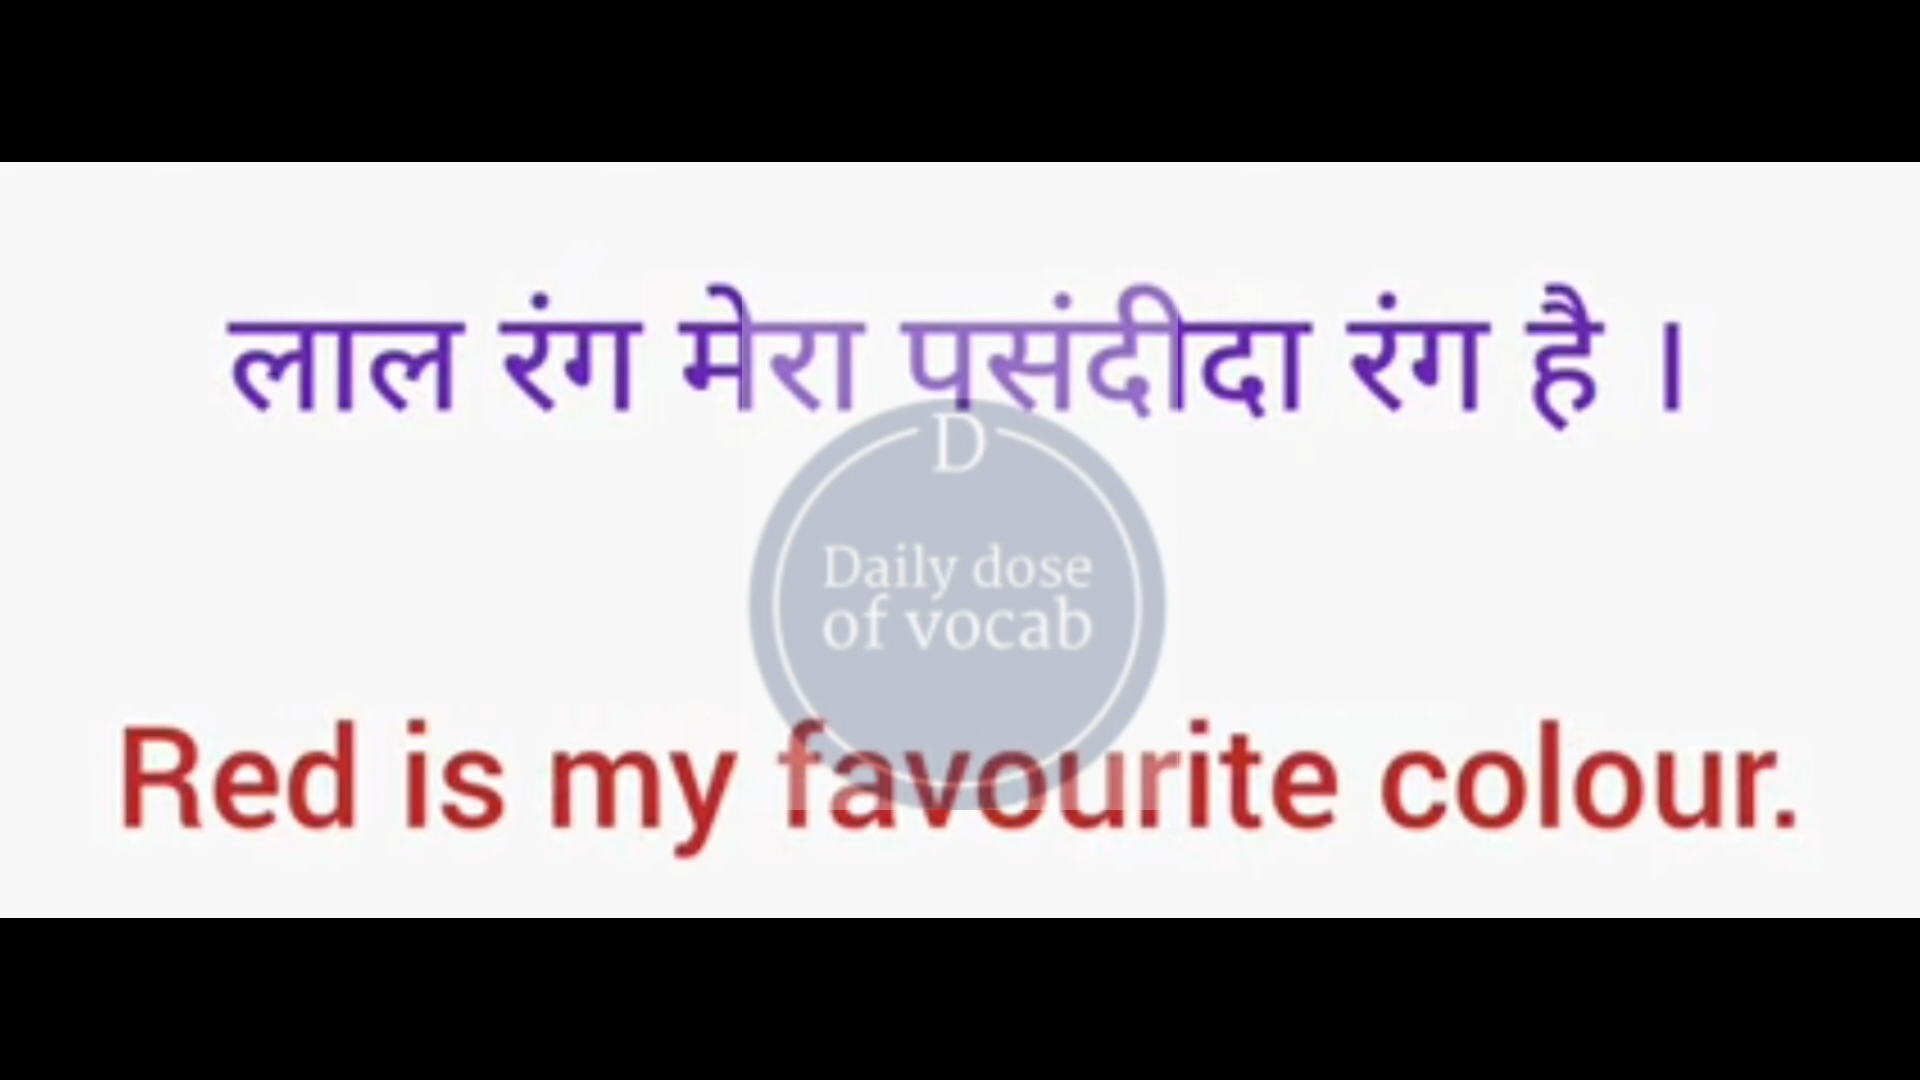 लाल रंग मेरा पसंदीदा रंग है ।
D
Daily dose
of vocab
Red is my favourite colour.